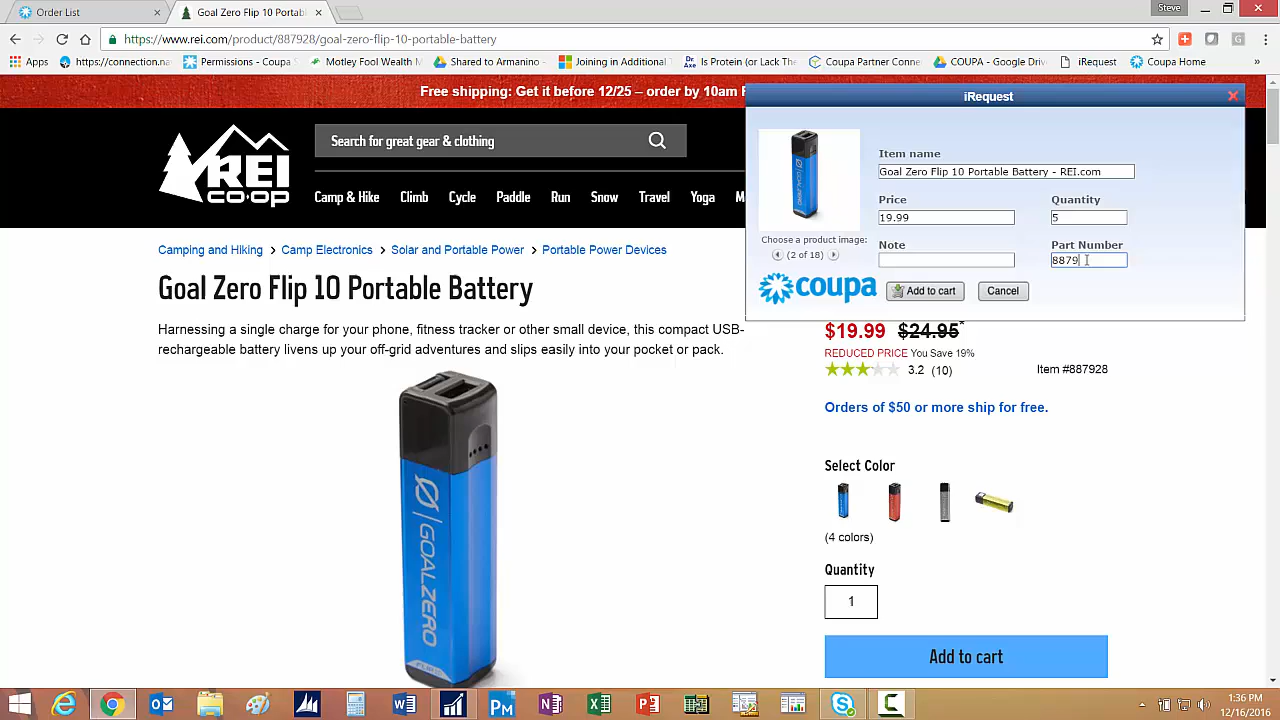 Order List
Goal Zero Flip 10 Portabl
Steve
https://www.rei.com/product/887928/goal-zero-flip-10-portable-battery
Apps
https://connection.na
Permissions - Coupa S
Motley Fool Wealth M
Shared to Armanino
Joining in Additional T
Is Protein (or Lack The
Coupa PartnerConne
COUPA - Google Driv
iRequest
Coupa Home
»
Free shipping: Get it before 12/25 – order by 10am P
iRequest
REI
co·op
Search for great gear & clothing
Camp & Hike
Climb
Cycle
Paddle
Run
Snow
Travel
Yoga
M
Item name
Goal Zero Flip 10 Portable Battery - REI.com
Price
Quantity
19.99
5
Note
Part Number
8879
Choose a product image:
(2 of 18)
coupa
Add to cart
Cancel
Camping and Hiking > Camp Electronics > Solar and Portable Power > Portable Power Devices
Goal Zero Flip 10 Portable Battery
Harnessing a single charge for your phone, fitness tracker or other small device, this compact USB-
rechargeable battery livens up your off-grid adventures and slips easily into your pocket or pack.
$19.99 $24.95*
REDUCED PRICE You Save 19%
3.2 (10)
Item #887928
Orders of $50 or more ship for free.
Select Color
(4 colors)
Quantity
1
Add to cart
GOALZERO
1:36 PM
12/16/2016